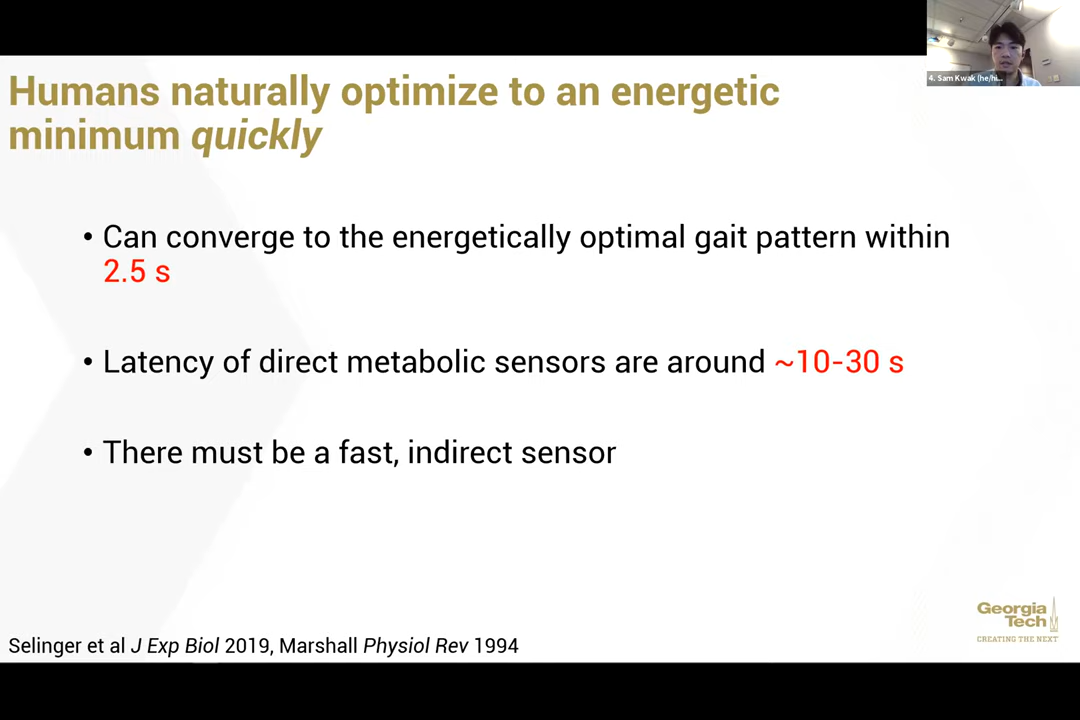 4. Sam Kwak (he/hi...
Humans naturally optimize to an energetic
minimum quickly
• Can converge to the energetically optimal gait pattern within
2.5 s
• Latency of direct metabolic sensors are around ~10-30 s
• There must be a fast, indirect sensor
Georgia
Tech
CREATING THE NEXT
Selinger et al J Exp Biol 2019, Marshall Physiol Rev 1994